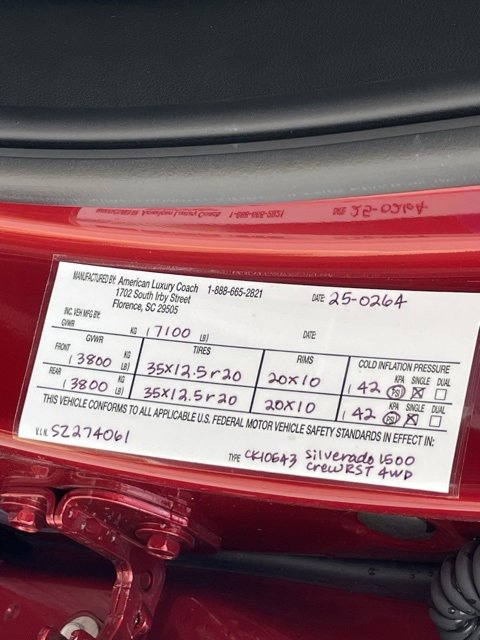 MANUFACTURED BY: American Luxury Coach 1-888-665-2821 DATE: 25-0264
1702 South Irby Street
Florence, SC 29505
INC. VEH MFG BY:
GVWR KG ( 7100 LB) DATE:
GVWR TIRES RIMS COLD INFLATION PRESSURE
FRONT KG (3800 LB) 35x12.5r20 20x10 (42 KPA PSI SINGLE ☒ DUAL ☐
REAR KG (3800 LB) 35x12.5r20 20x10 (42 KPA PSI SINGLE ☒ DUAL ☐
THIS VEHICLE CONFORMS TO ALL APPLICABLE U.S. FEDERAL MOTOR VEHICLE SAFETY STANDARDS IN EFFECT IN:
V.I.N. SZ274061
TYPE CK10543 Silverado 1500
Crew RST 4WD